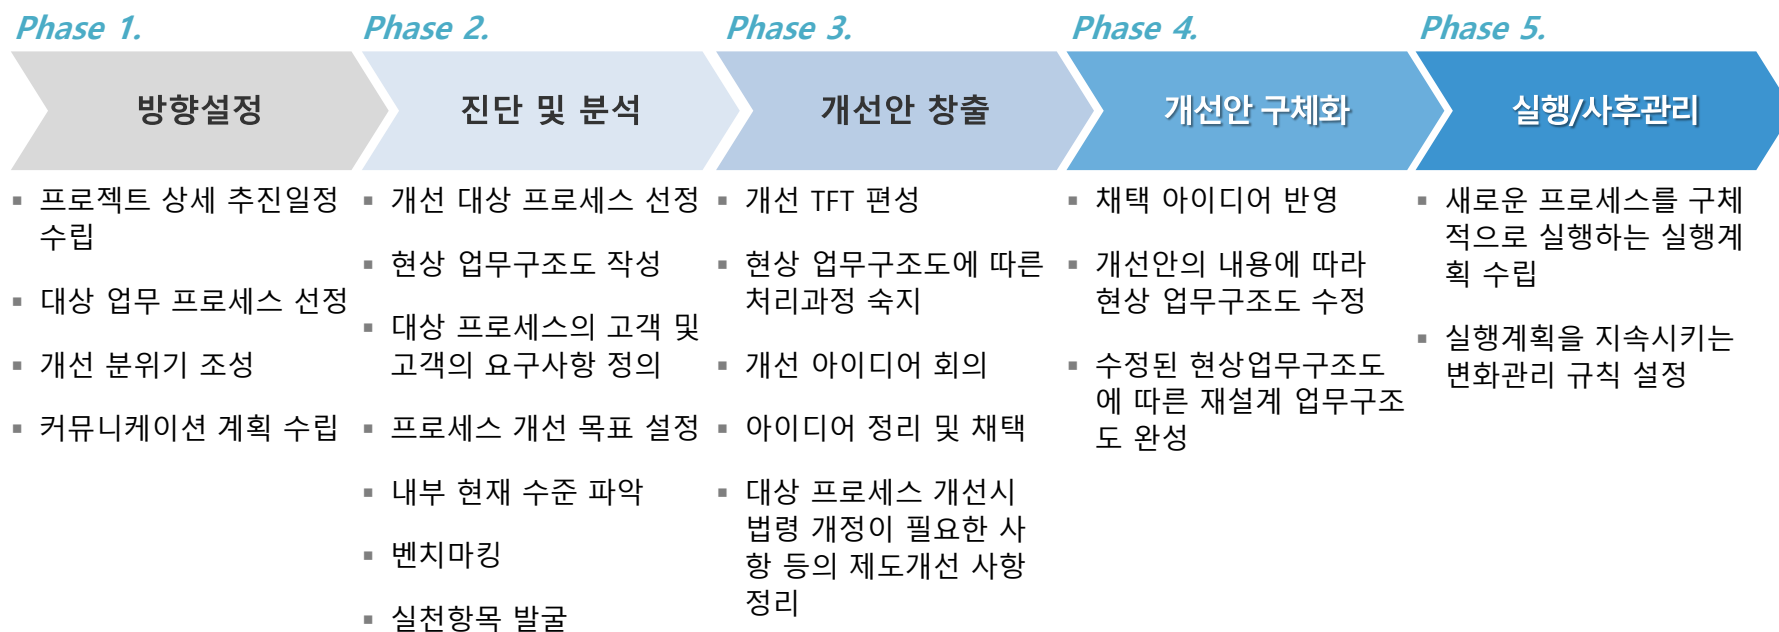 Phase 1.
방향설정
▪ 프로젝트 상세 추진일정
수립
▪ 대상 업무 프로세스 선정
▪ 개선 분위기 조성
▪ 커뮤니케이션 계획 수립
Phase 2.
진단 및 분석
▪ 개선 대상 프로세스 선정
▪ 현상 업무구조도 작성
▪ 대상 프로세스의 고객 및
고객의 요구사항 정의
▪ 프로세스 개선 목표 설정
▪ 내부 현재 수준 파악
▪ 벤치마킹
▪ 실천항목 발굴
Phase 3.
개선안 창출
▪ 개선 TFT 편성
▪ 현상 업무구조도에 따른
처리과정 숙지
▪ 개선 아이디어 회의
▪ 아이디어 정리 및 채택
▪ 대상 프로세스 개선시
법령 개정이 필요한 사
항 등의 제도개선 사항
정리
Phase 4.
개선안 구체화
▪ 채택 아이디어 반영
▪ 개선안의 내용에 따라
현상 업무구조도 수정
▪ 수정된 현상업무구조도
에 따른 재설계 업무구조
도 완성
Phase 5.
실행/사후관리
▪ 새로운 프로세스를 구체
적으로 실행하는 실행계
획 수립
▪ 실행계획을 지속시키는
변화관리 규칙 설정